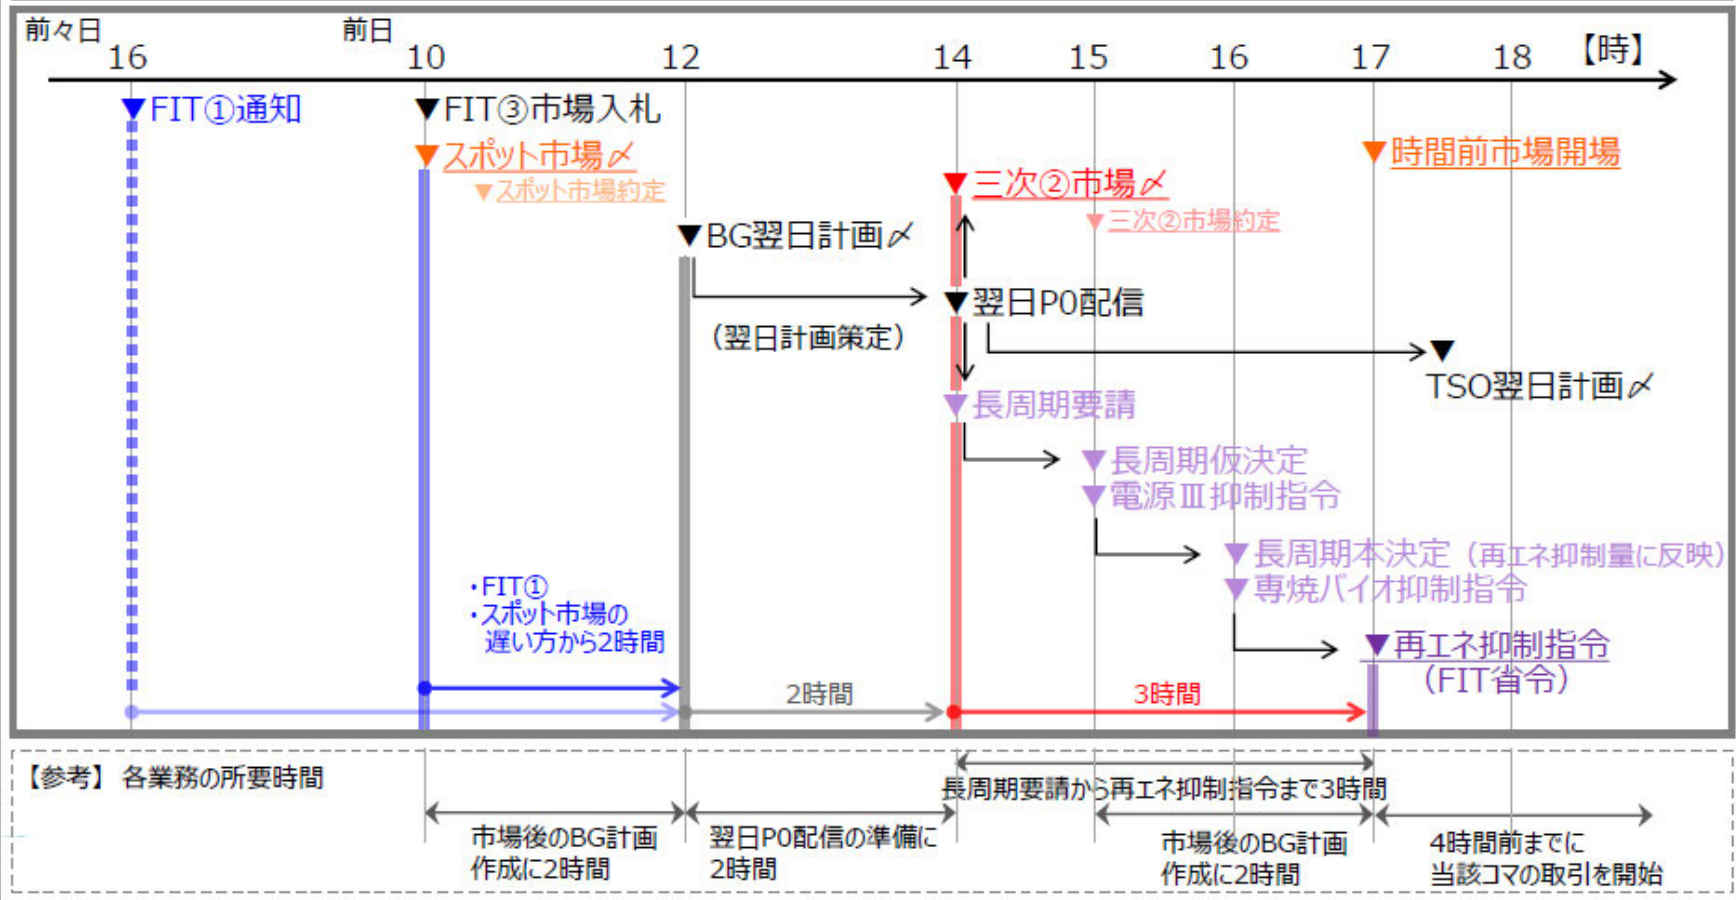 前々日
前日
16 10 12 14 15 16 17 18 【時】
▼FIT①通知
▼FIT③市場入札
▼スポット市場〆
▼スポット市場約定
▼時間前市場開場
▼三次②市場〆
▼三次②市場約定
▼BG翌日計画〆
▼翌日P0配信
(翌日計画策定)
▼
TSO翌日計画〆
▼長周期要請
▼長周期仮決定
▼電源Ⅲ抑制指令
▼長周期本決定(再エネ抑制量に反映)
▼専焼バイオ抑制指令
・FIT①
・スポット市場の
遅い方から2時間
▼再エネ抑制指令
(FIT省令)
2時間
3時間
【参考】各業務の所要時間
長周期要請から再エネ抑制指令まで3時間
市場後のBG計画
作成に2時間
翌日P0配信の準備に
2時間
市場後のBG計画
作成に2時間
4時間前までに
当該コマの取引を開始